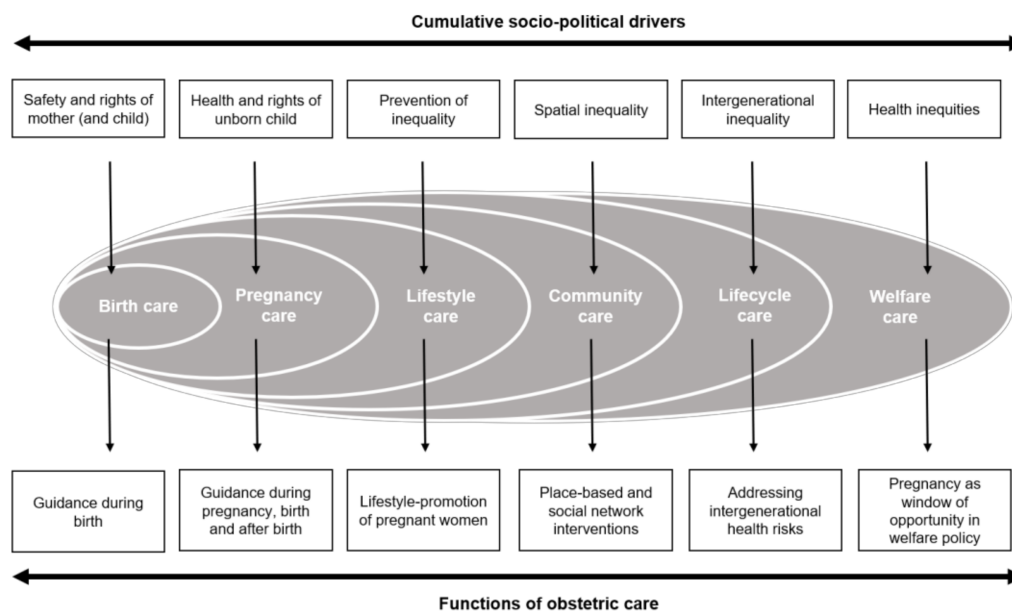 Cumulative socio-political drivers
Safety and rights of
mother (and child)
Health and rights of
unborn child
Prevention of
inequality
Spatial inequality
Intergenerational
inequality
Health inequities
Birth care
Pregnancy
care
Lifestyle
care
Community
care
Lifecycle
care
Welfare
care
Guidance during
birth
Guidance during
pregnancy, birth
and after birth
Lifestyle-promotion
of pregnant women
Place-based and
social network
interventions
Addressing
intergenerational
health risks
Pregnancy as
window of
opportunity in
welfare policy
Functions of obstetric care